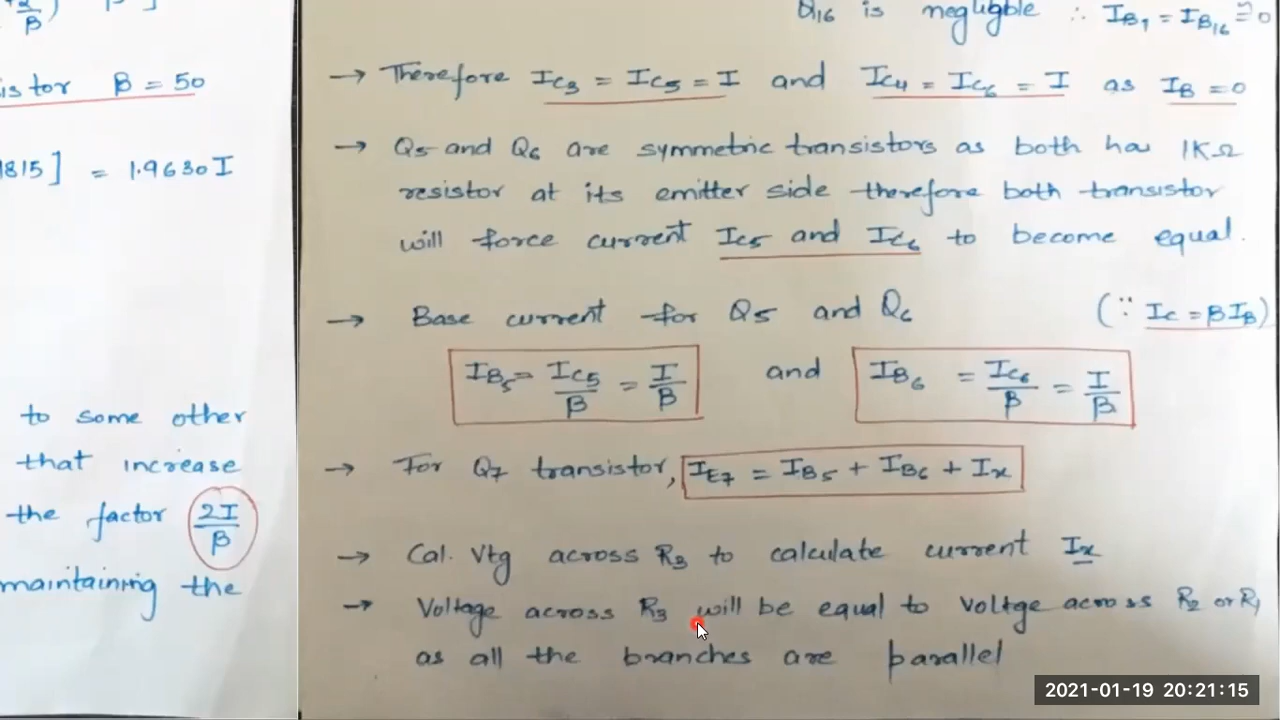 istor β = 50
1815] = 1.9630 I
to some other
that increase
the factor 2I/β
maintaining the
Q16 is negligble ∴ IB7 = IB16 ≅ 0
→ Therefore IC3 = IC5 = I and IC4 = IC6 = I as IB = 0
→ Q5 and Q6 are symmetric transistors as both has 1KΩ
resistor at its emitter side therefore both transistor
will force current IC5 and IC6 to become equal.
→ Base current for Q5 and Q6 (∵ IC = βIB)
IB5 = IC5/β = I/β and IB6 = IC6/β = I/β
→ For Q7 transistor, IE7 = IB5 + IB6 + Ix
→ Cal. Vtg across R3 to calculate current Ix
→ Voltage across R3 will be equal to Voltge across R2 or R1
as all the branches are parallel
2021-01-19 20:21:15